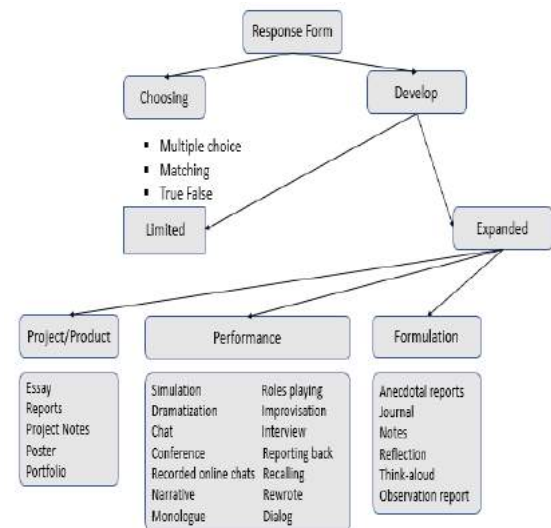 Response Form
Choosing
Develop
▪ Multiple choice
▪ Matching
▪ True False
Limited
Expanded
Project/Product
Performance
Formulation
Essay
Reports
Project Notes
Poster
Portfolio
Simulation
Dramatization
Chat
Conference
Recorded online chats
Narrative
Monologue
Roles playing
Improvisation
Interview
Reporting back
Recalling
Rewrote
Dialog
Anecdotal reports
Journal
Notes
Reflection
Think-aloud
Observation report